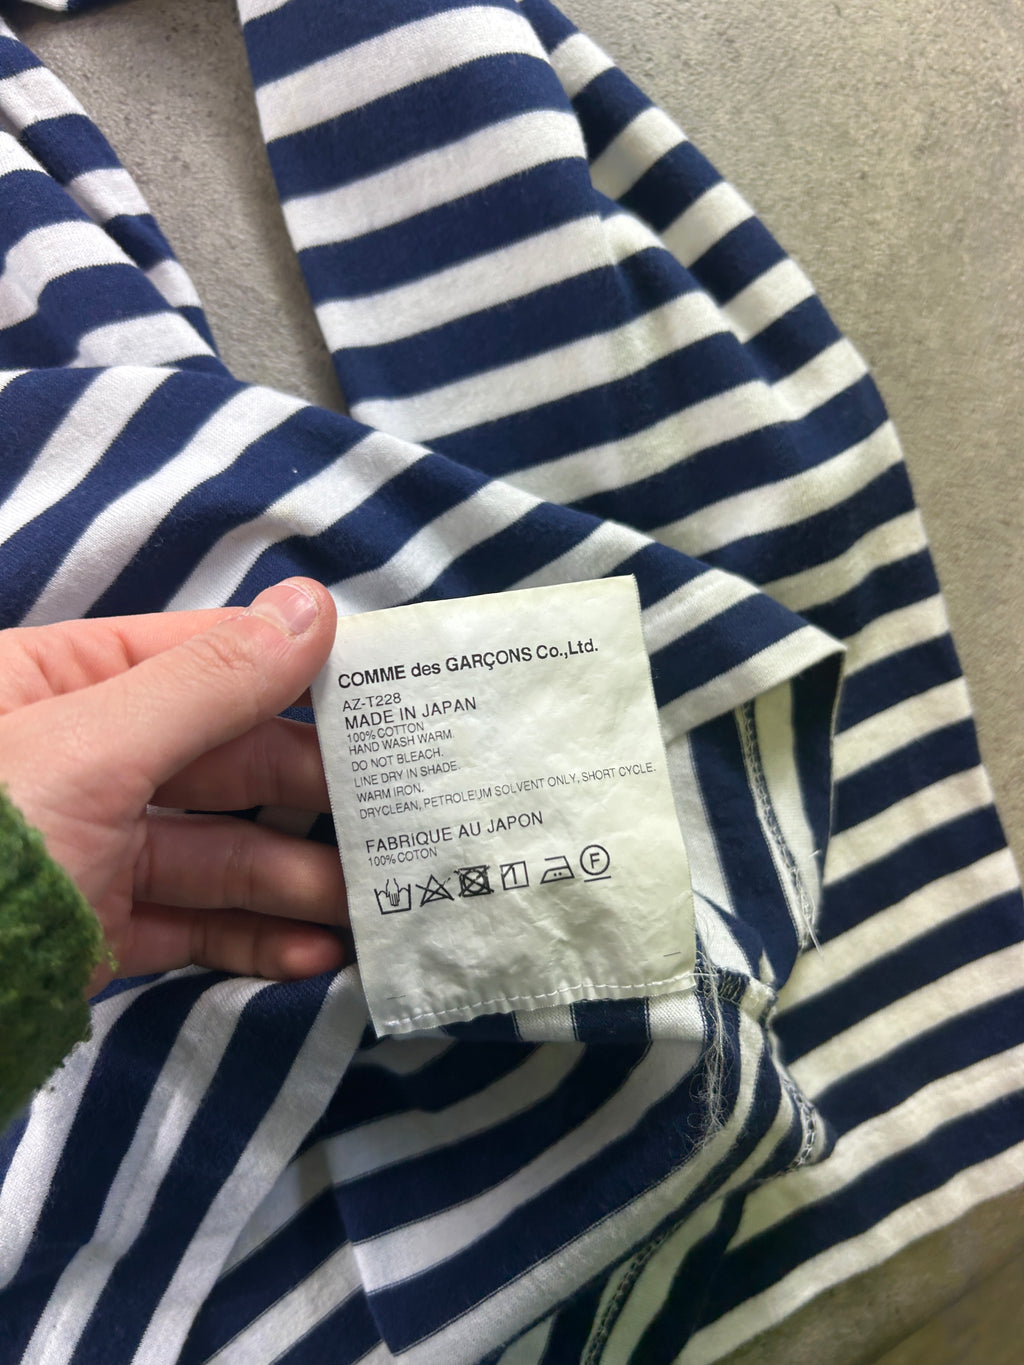 COMME des GARÇONS Co.,Ltd.
AZ-T228
MADE IN JAPAN
100% COTTON
HAND WASH WARM.
DO NOT BLEACH.
LINE DRY IN SHADE.
WARM IRON.
DRYCLEAN, PETROLEUM SOLVENT ONLY, SHORT CYCLE.
FABRIQUE AU JAPON
100% COTON
F